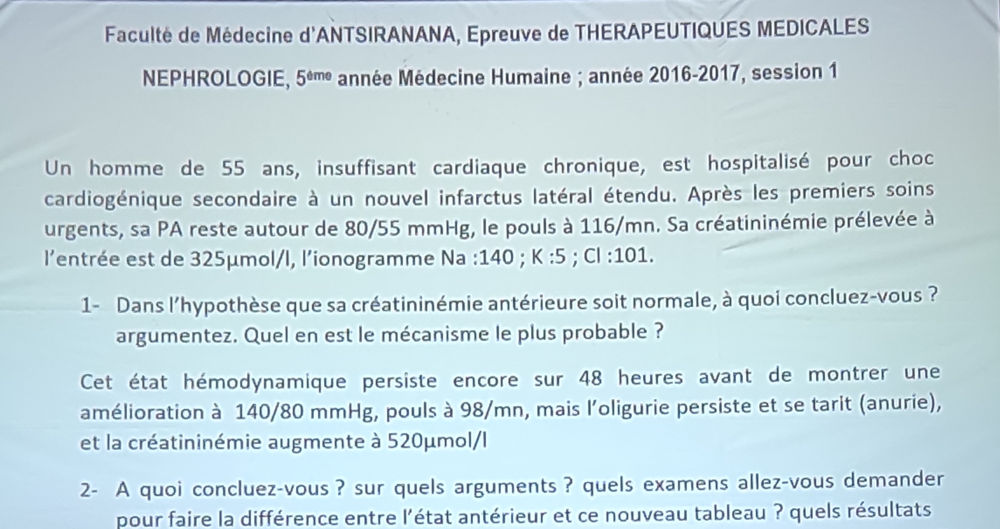 Faculté de Médecine d'ANTSIRANANA, Epreuve de THERAPEUTIQUES MEDICALES
NEPHROLOGIE, 5ème année Médecine Humaine ; année 2016-2017, session 1
Un homme de 55 ans, insuffisant cardiaque chronique, est hospitalisé pour choc
cardiogénique secondaire à un nouvel infarctus latéral étendu. Après les premiers soins
urgents, sa PA reste autour de 80/55 mmHg, le pouls à 116/mn. Sa créatininémie prélevée à
l'entrée est de 325µmol/l, l'ionogramme Na :140 ; K :5 ; Cl :101.
1- Dans l'hypothèse que sa créatininémie antérieure soit normale, à quoi concluez-vous ?
argumentez. Quel en est le mécanisme le plus probable ?
Cet état hémodynamique persiste encore sur 48 heures avant de montrer une
amélioration à 140/80 mmHg, pouls à 98/mn, mais l'oligurie persiste et se tarit (anurie),
et la créatininémie augmente à 520µmol/l
2- A quoi concluez-vous ? sur quels arguments ? quels examens allez-vous demander
pour faire la différence entre l'état antérieur et ce nouveau tableau ? quels résultats